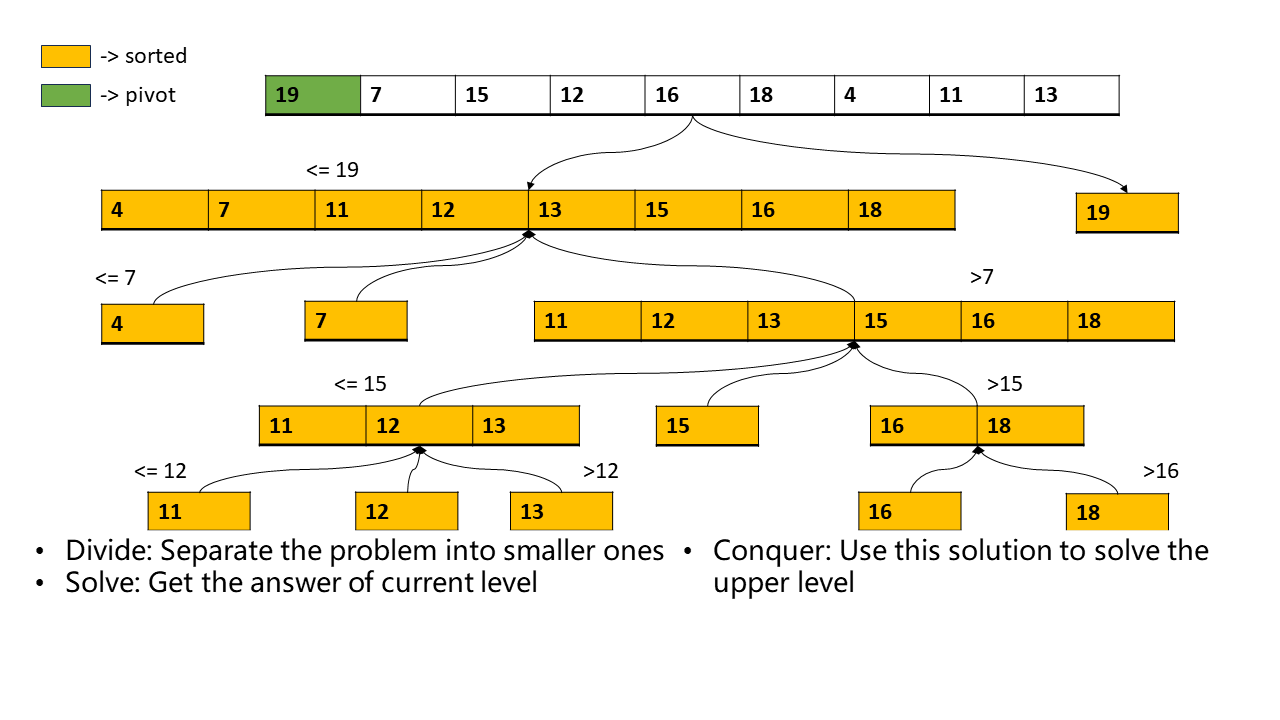 -> sorted
-> pivot
19 7 15 12 16 18 4 11 13
<= 19
4 7 11 12 13 15 16 18 19
<= 7 >7
4 7 11 12 13 15 16 18
<= 15 >15
11 12 13 15 16 18
<= 12 >12 >16
11 12 13 16 18
• Divide: Separate the problem into smaller ones
• Solve: Get the answer of current level
• Conquer: Use this solution to solve the
upper level